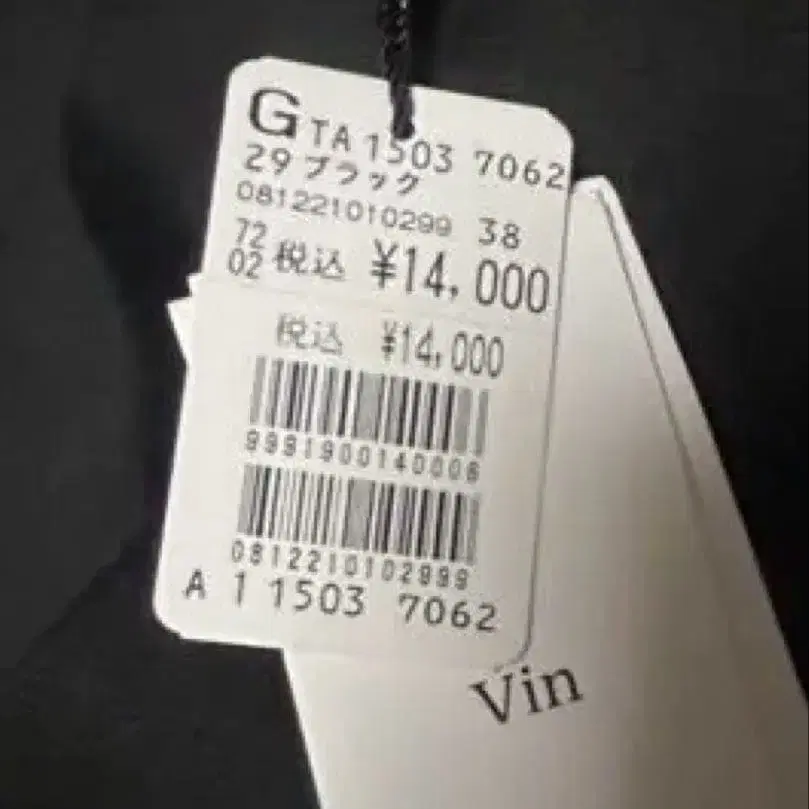 G TA 1503 7062
29 ブラック
081221010299 38
72 02 税込 ¥14,000
税込 ¥14,000
9991900140006
0812210102999
A 1 1503 7062
Vin